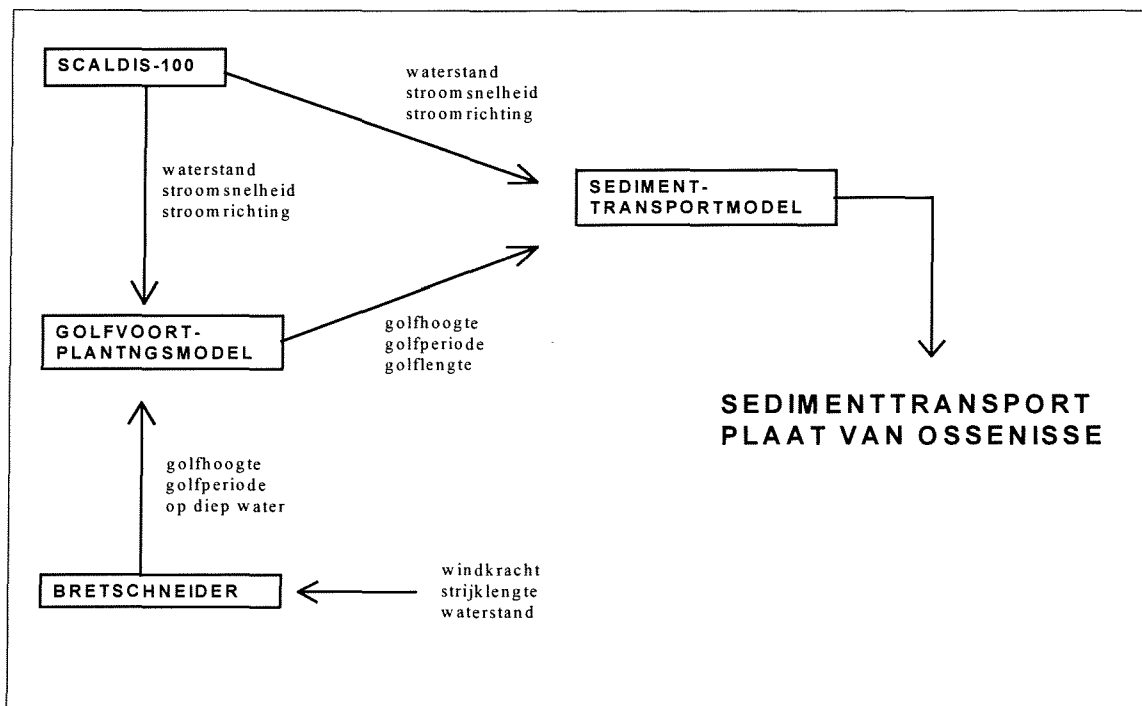 SCALDIS-100
waterstand
stroomsnelheid
stroomrichting
waterstand
stroomsnelheid
stroomrichting
SEDIMENT-
TRANSPORTMODEL
GOLFVOORT-
PLANTNGSMODEL
golfhoogte
golfperiode
golflengte
SEDIMENTTRANSPORT
PLAAT VAN OSSENISSE
golfhoogte
golfperiode
op diep water
BRETSCHNEIDER
windkracht
strijklengte
waterstand